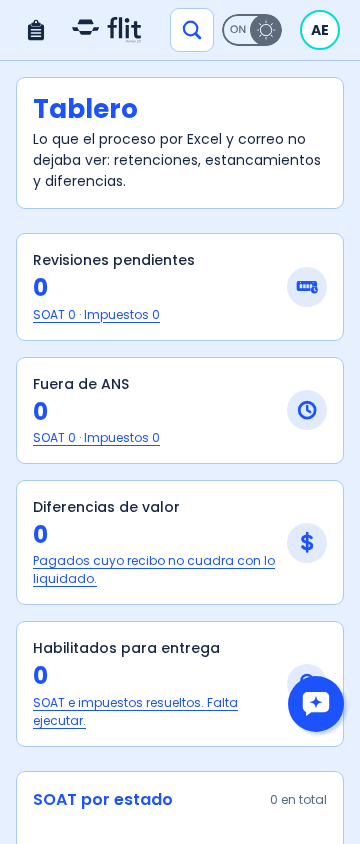 flit
ON
AE
Tablero
Lo que el proceso por Excel y correo no
dejaba ver: retenciones, estancamientos
y diferencias.
Revisiones pendientes
0
SOAT 0 · Impuestos 0
Fuera de ANS
0
SOAT 0 · Impuestos 0
Diferencias de valor
0
Pagados cuyo recibo no cuadra con lo
liquidado.
Habilitados para entrega
0
SOAT e impuestos resueltos. Falta
ejecutar.
SOAT por estado
0 en total